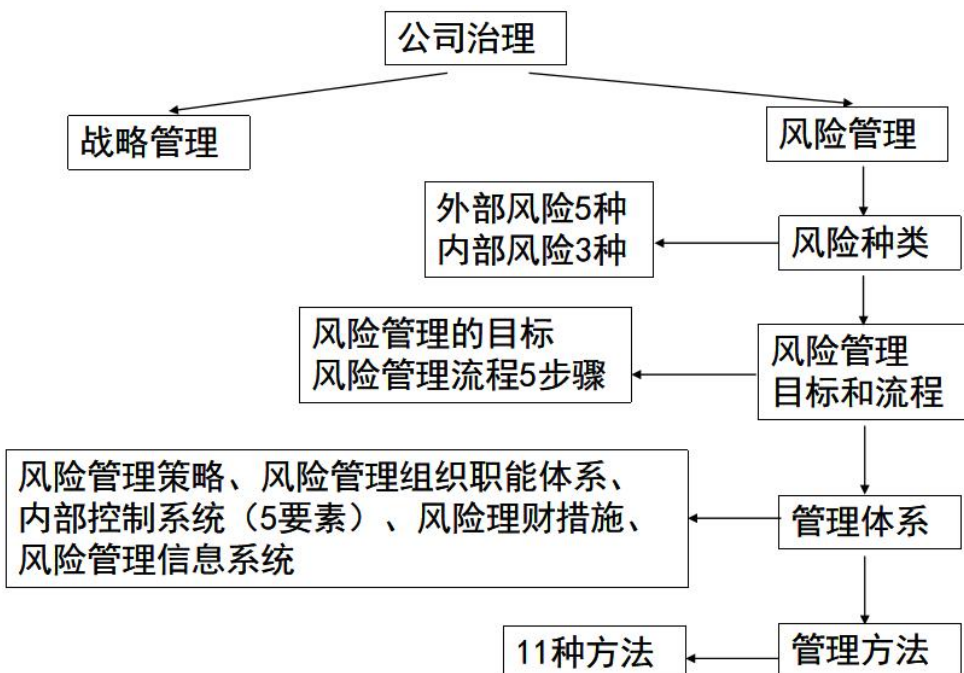 公司治理
战略管理
风险管理
外部风险5种
内部风险3种
风险种类
风险管理的目标
风险管理流程5步骤
风险管理
目标和流程
风险管理策略、风险管理组织职能体系、
内部控制系统（5要素）、风险理财措施、
风险管理信息系统
管理体系
11种方法
管理方法